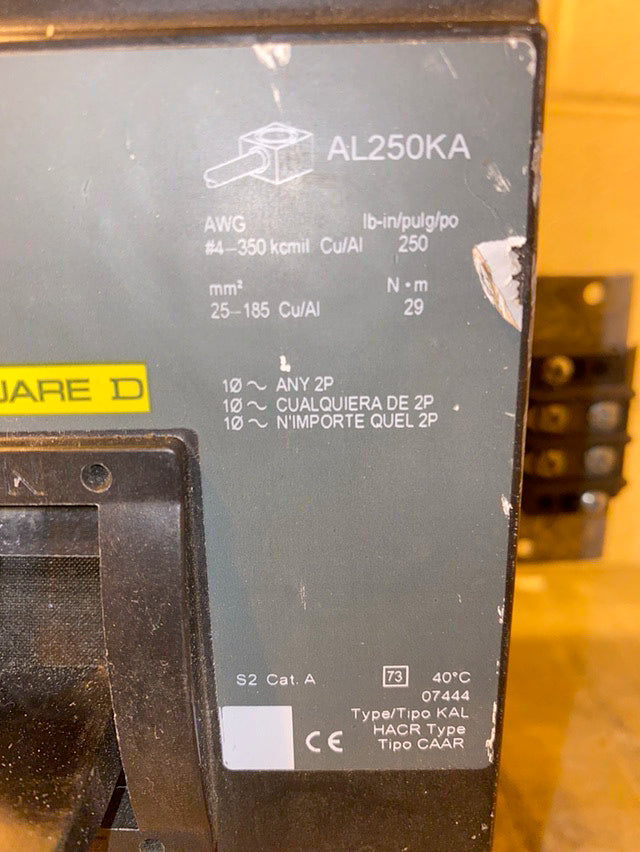 AL250KA
AWG lb-in/pulg/po
#4–350 kcmil Cu/Al 250
mm² N•m
25–185 Cu/Al 29
UARE D
1Ø ~ ANY 2P
1Ø ~ CUALQUIERA DE 2P
1Ø ~ N'IMPORTE QUEL 2P
S2 Cat. A 73 40°C
07444
Type/Tipo KAL
HACR Type
Tipo CAAR
CE